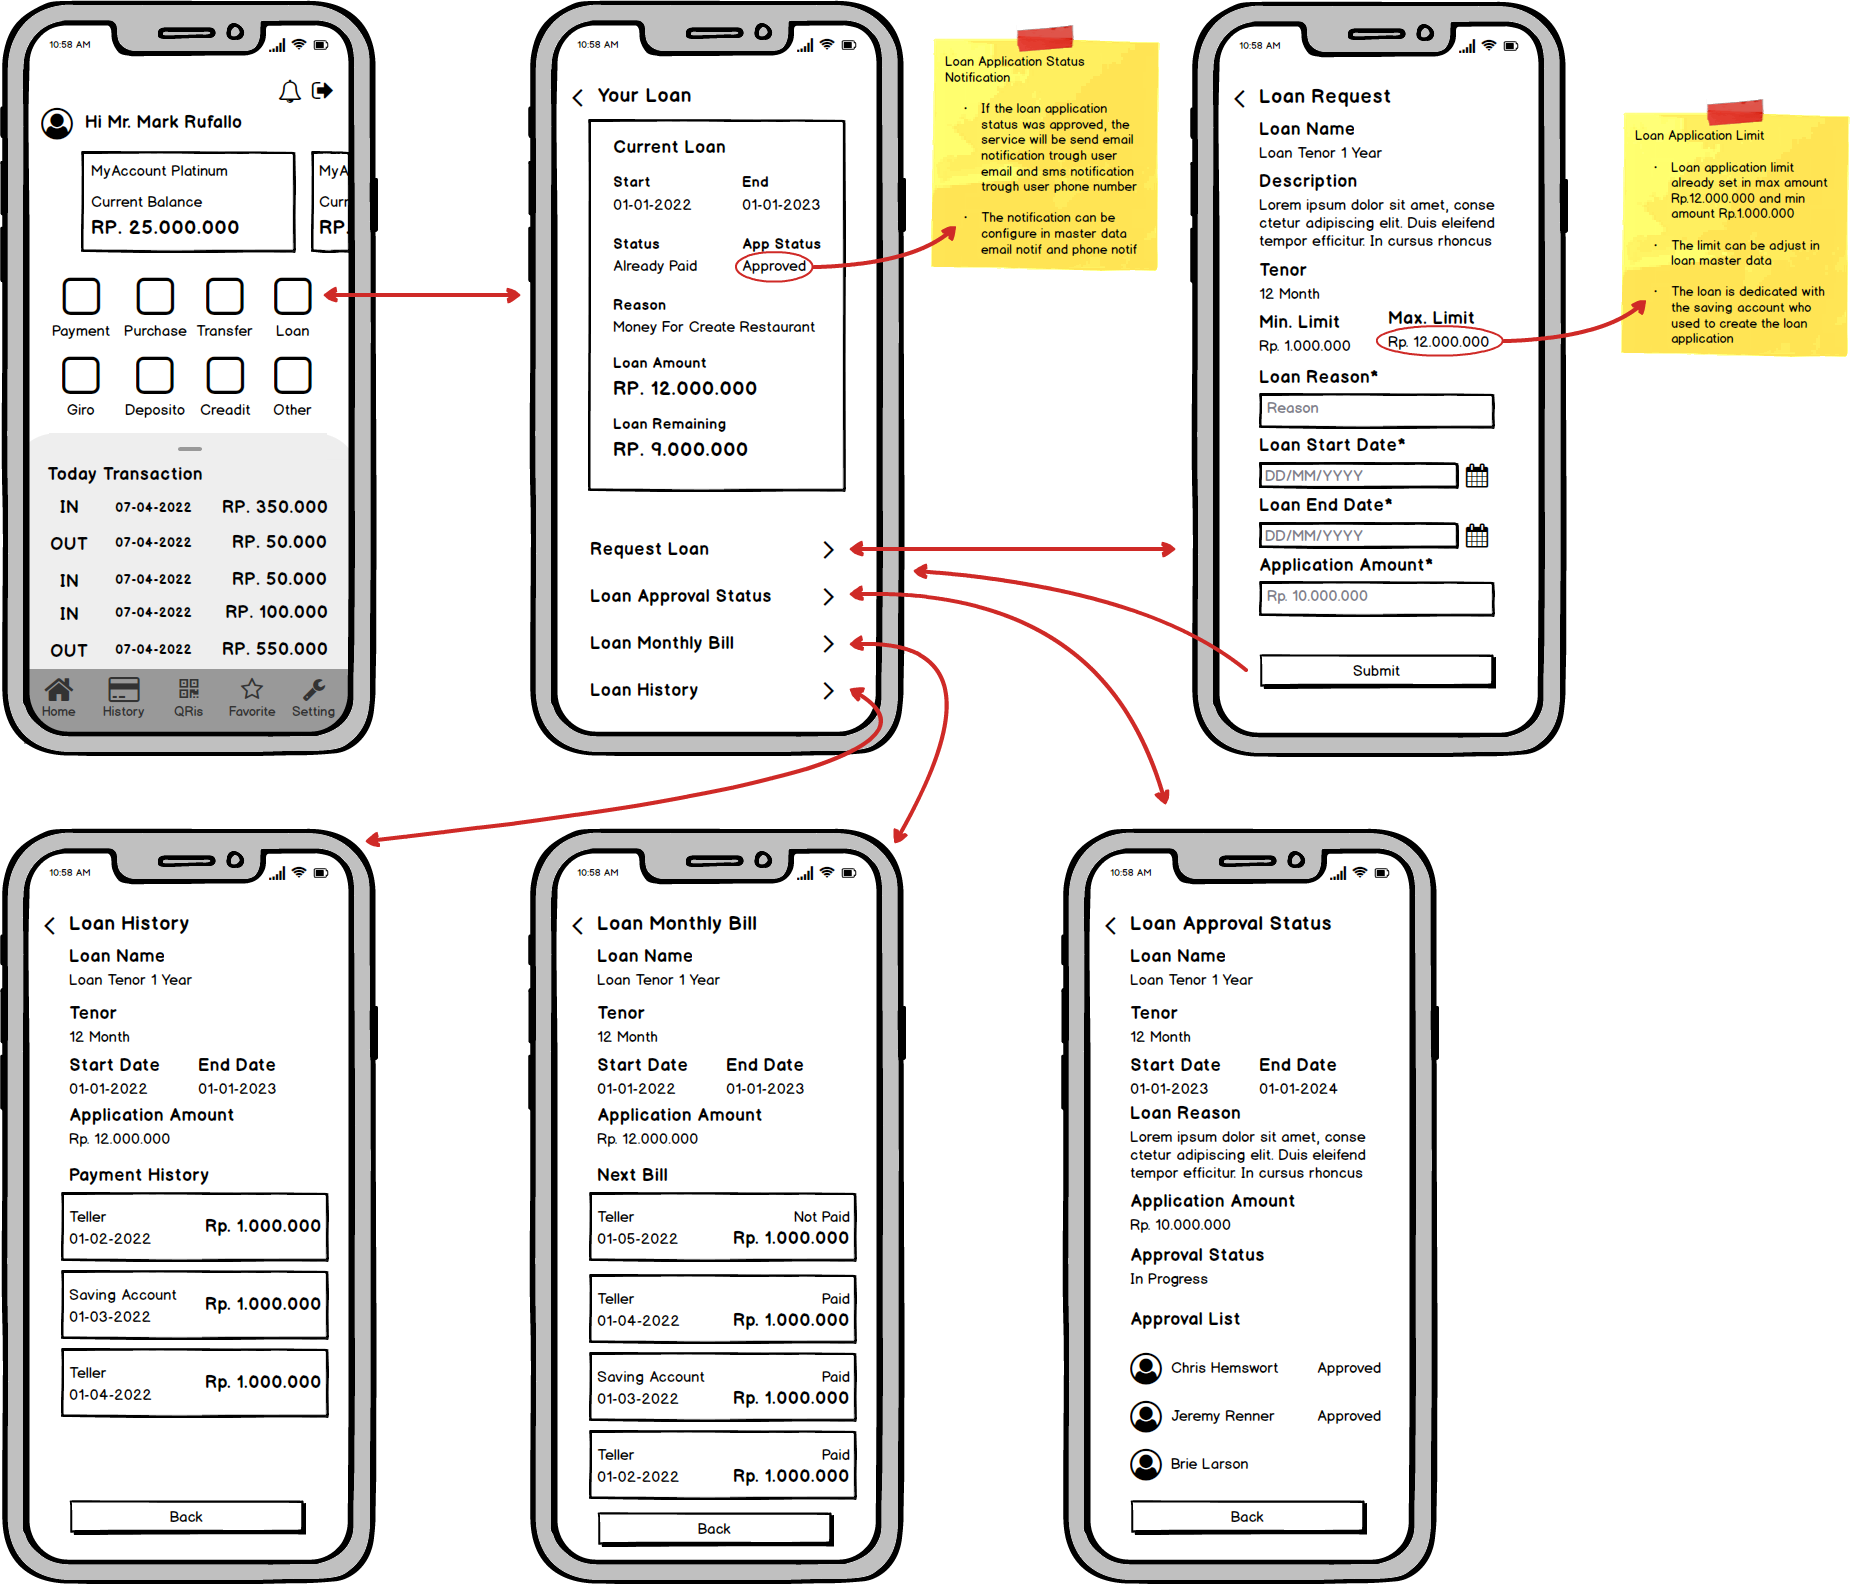 10:58 AM
Hi Mr. Mark Rufallo
MyAccount Platinum
Current Balance
RP. 25.000.000
MyA
Curr
RP.
Payment Purchase Transfer Loan
Giro Deposito Creadit Other
Today Transaction
IN 07-04-2022 RP. 350.000
OUT 07-04-2022 RP. 50.000
IN 07-04-2022 RP. 50.000
IN 07-04-2022 RP. 100.000
OUT 07-04-2022 RP. 550.000
Home History QRis Favorite Setting
10:58 AM
Your Loan
Current Loan
Start End
01-01-2022 01-01-2023
Status App Status
Already Paid Approved
Reason
Money For Create Restaurant
Loan Amount
RP. 12.000.000
Loan Remaining
RP. 9.000.000
Request Loan
Loan Approval Status
Loan Monthly Bill
Loan History
Loan Application Status
Notification
· If the loan application
status was approved, the
service will be send email
notification trough user
email and sms notification
trough user phone number
· The notification can be
configure in master data
email notif and phone notif
10:58 AM
Loan Request
Loan Name
Loan Tenor 1 Year
Description
Lorem ipsum dolor sit amet, conse
ctetur adipiscing elit. Duis eleifend
tempor efficitur. In cursus rhoncus
Tenor
12 Month
Min. Limit Max. Limit
Rp. 1.000.000 Rp. 12.000.000
Loan Reason*
Reason
Loan Start Date*
DD/MM/YYYY
Loan End Date*
DD/MM/YYYY
Application Amount*
Rp. 10.000.000
Submit
Loan Application Limit
· Loan application limit
already set in max amount
Rp.12.000.000 and min
amount Rp.1.000.000
· The limit can be adjust in
loan master data
· The loan is dedicated with
the saving account who
used to create the loan
application
10:58 AM
Loan History
Loan Name
Loan Tenor 1 Year
Tenor
12 Month
Start Date End Date
01-01-2022 01-01-2023
Application Amount
Rp. 12.000.000
Payment History
Teller
01-02-2022 Rp. 1.000.000
Saving Account
01-03-2022 Rp. 1.000.000
Teller
01-04-2022 Rp. 1.000.000
Back
10:58 AM
Loan Monthly Bill
Loan Name
Loan Tenor 1 Year
Tenor
12 Month
Start Date End Date
01-01-2022 01-01-2023
Application Amount
Rp. 12.000.000
Next Bill
Teller Not Paid
01-05-2022 Rp. 1.000.000
Teller Paid
01-04-2022 Rp. 1.000.000
Saving Account Paid
01-03-2022 Rp. 1.000.000
Teller Paid
01-02-2022 Rp. 1.000.000
Back
10:58 AM
Loan Approval Status
Loan Name
Loan Tenor 1 Year
Tenor
12 Month
Start Date End Date
01-01-2023 01-01-2024
Loan Reason
Lorem ipsum dolor sit amet, conse
ctetur adipiscing elit. Duis eleifend
tempor efficitur. In cursus rhoncus
Application Amount
Rp. 10.000.000
Approval Status
In Progress
Approval List
Chris Hemswort Approved
Jeremy Renner Approved
Brie Larson
Back